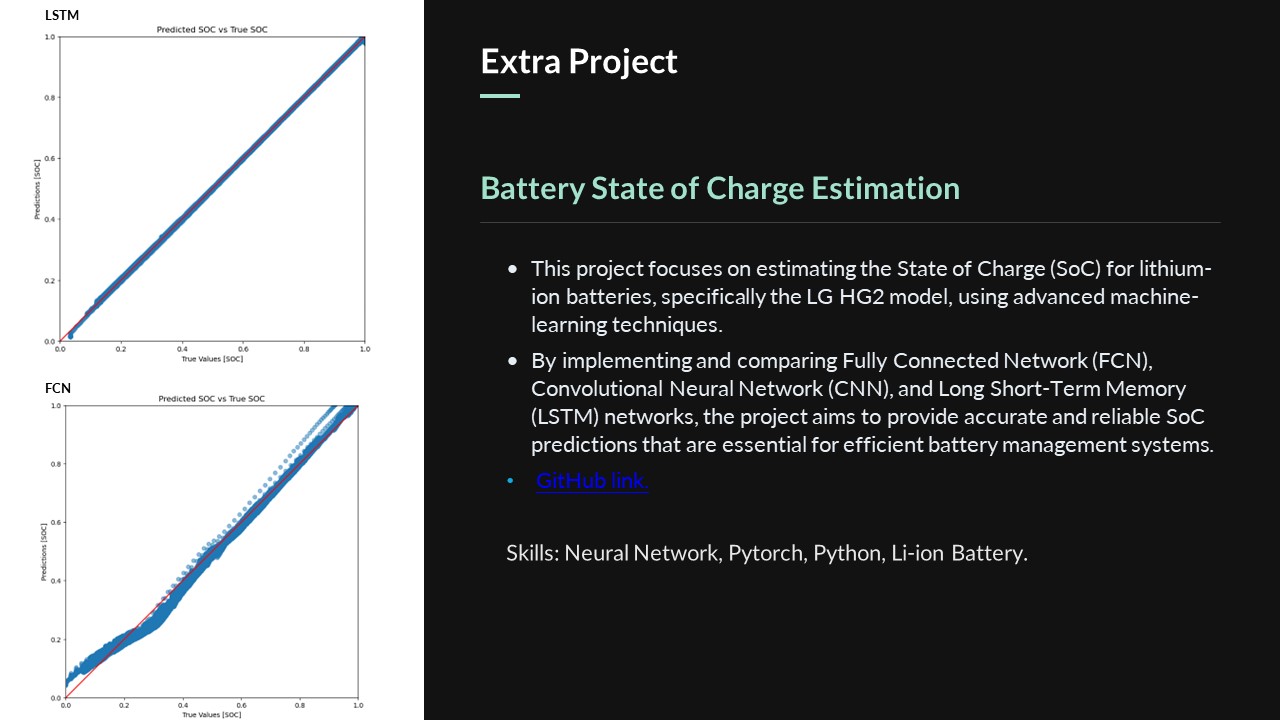 LSTM
Predicted SOC vs True SOC
1.0
0.8
0.6
0.4
0.2
0.0
Predictions [SOC]
0.0 0.2 0.4 0.6 0.8 1.0
True Values [SOC]
FCN
Predicted SOC vs True SOC
1.0
0.8
0.6
0.4
0.2
0.0
Predictions [SOC]
0.0 0.2 0.4 0.6 0.8 1.0
True Values [SOC]
Extra Project
Battery State of Charge Estimation
• This project focuses on estimating the State of Charge (SoC) for lithium-
ion batteries, specifically the LG HG2 model, using advanced machine-
learning techniques.
• By implementing and comparing Fully Connected Network (FCN),
Convolutional Neural Network (CNN), and Long Short-Term Memory
(LSTM) networks, the project aims to provide accurate and reliable SoC
predictions that are essential for efficient battery management systems.
• GitHub link.
Skills: Neural Network, Pytorch, Python, Li-ion Battery.